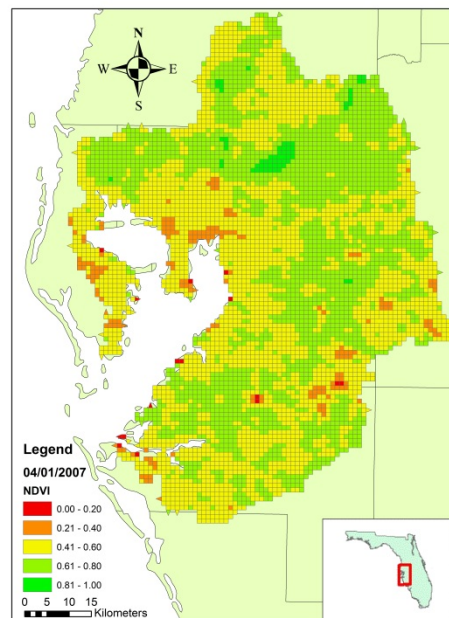 N
W E
S
Legend
04/01/2007
NDVI
0.00 - 0.20
0.21 - 0.40
0.41 - 0.60
0.61 - 0.80
0.81 - 1.00
0 5 10 15
Kilometers